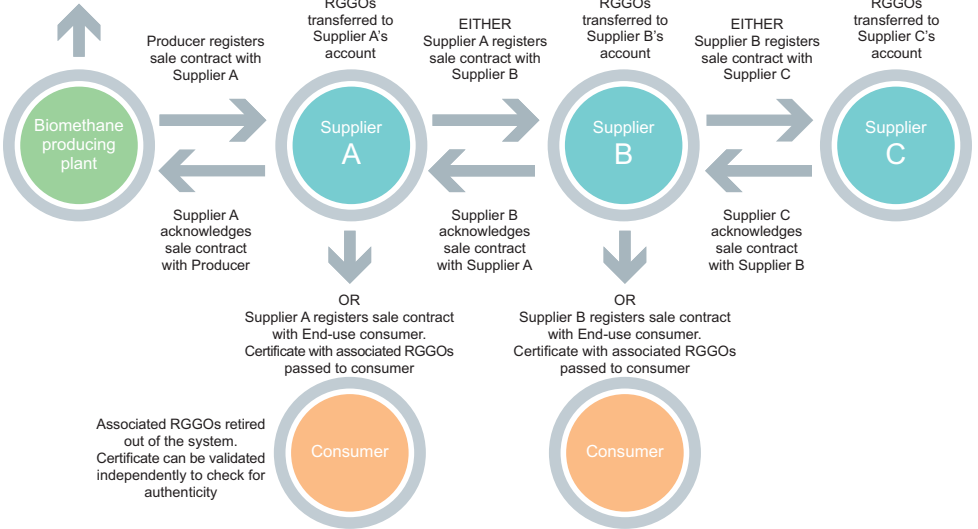 RGGOs
transferred to
Supplier A's
account
RGGOs
transferred to
Supplier B's
account
RGGOs
transferred to
Supplier C's
account
Producer registers
sale contract with
Supplier A
EITHER
Supplier A registers
sale contract with
Supplier B
EITHER
Supplier B registers
sale contract with
Supplier C
Biomethane
producing
plant
Supplier
A
Supplier
B
Supplier
C
Supplier A
acknowledges
sale contract
with Producer
Supplier B
acknowledges
sale contract
with Supplier A
Supplier C
acknowledges
sale contract
with Supplier B
OR
Supplier A registers sale contract
with End-use consumer.
Certificate with associated RGGOs
passed to consumer
OR
Supplier B registers sale contract
with End-use consumer.
Certificate with associated RGGOs
passed to consumer
Associated RGGOs retired
out of the system.
Certificate can be validated
independently to check for
authenticity
Consumer
Consumer